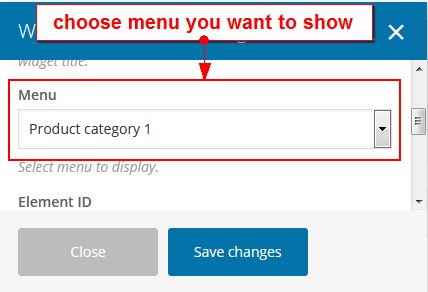 choose menu you want to show
widget title.
Menu
Product category 1
Select menu to display.
Element ID
Close
Save changes